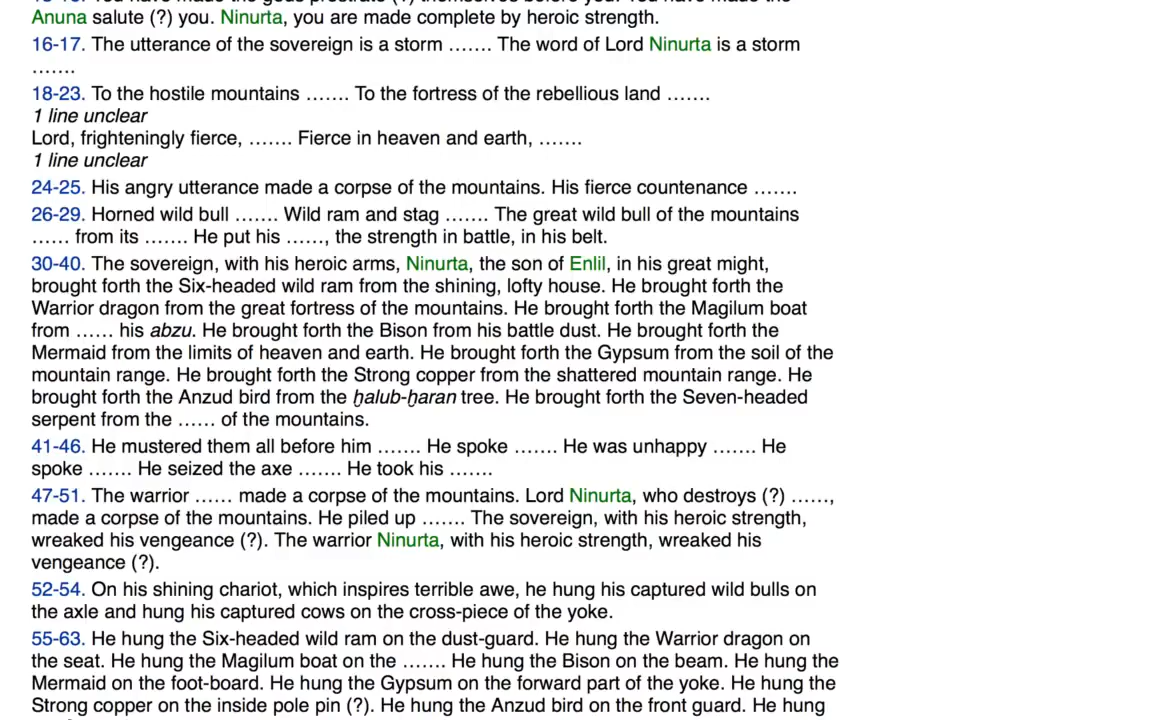 Anuna salute (?) you. Ninurta, you are made complete by heroic strength.
16-17. The utterance of the sovereign is a storm ....... The word of Lord Ninurta is a storm
.......
18-23. To the hostile mountains ....... To the fortress of the rebellious land .......
1 line unclear
Lord, frighteningly fierce, ....... Fierce in heaven and earth, .......
1 line unclear
24-25. His angry utterance made a corpse of the mountains. His fierce countenance .......
26-29. Horned wild bull ....... Wild ram and stag ....... The great wild bull of the mountains
...... from its ....... He put his ......, the strength in battle, in his belt.
30-40. The sovereign, with his heroic arms, Ninurta, the son of Enlil, in his great might,
brought forth the Six-headed wild ram from the shining, lofty house. He brought forth the
Warrior dragon from the great fortress of the mountains. He brought forth the Magilum boat
from ...... his abzu. He brought forth the Bison from his battle dust. He brought forth the
Mermaid from the limits of heaven and earth. He brought forth the Gypsum from the soil of the
mountain range. He brought forth the Strong copper from the shattered mountain range. He
brought forth the Anzud bird from the ḫalub-ḫaran tree. He brought forth the Seven-headed
serpent from the ...... of the mountains.
41-46. He mustered them all before him ....... He spoke ....... He was unhappy ....... He
spoke ....... He seized the axe ....... He took his .......
47-51. The warrior ...... made a corpse of the mountains. Lord Ninurta, who destroys (?) ......,
made a corpse of the mountains. He piled up ....... The sovereign, with his heroic strength,
wreaked his vengeance (?). The warrior Ninurta, with his heroic strength, wreaked his
vengeance (?).
52-54. On his shining chariot, which inspires terrible awe, he hung his captured wild bulls on
the axle and hung his captured cows on the cross-piece of the yoke.
55-63. He hung the Six-headed wild ram on the dust-guard. He hung the Warrior dragon on
the seat. He hung the Magilum boat on the ....... He hung the Bison on the beam. He hung the
Mermaid on the foot-board. He hung the Gypsum on the forward part of the yoke. He hung the
Strong copper on the inside pole pin (?). He hung the Anzud bird on the front guard. He hung